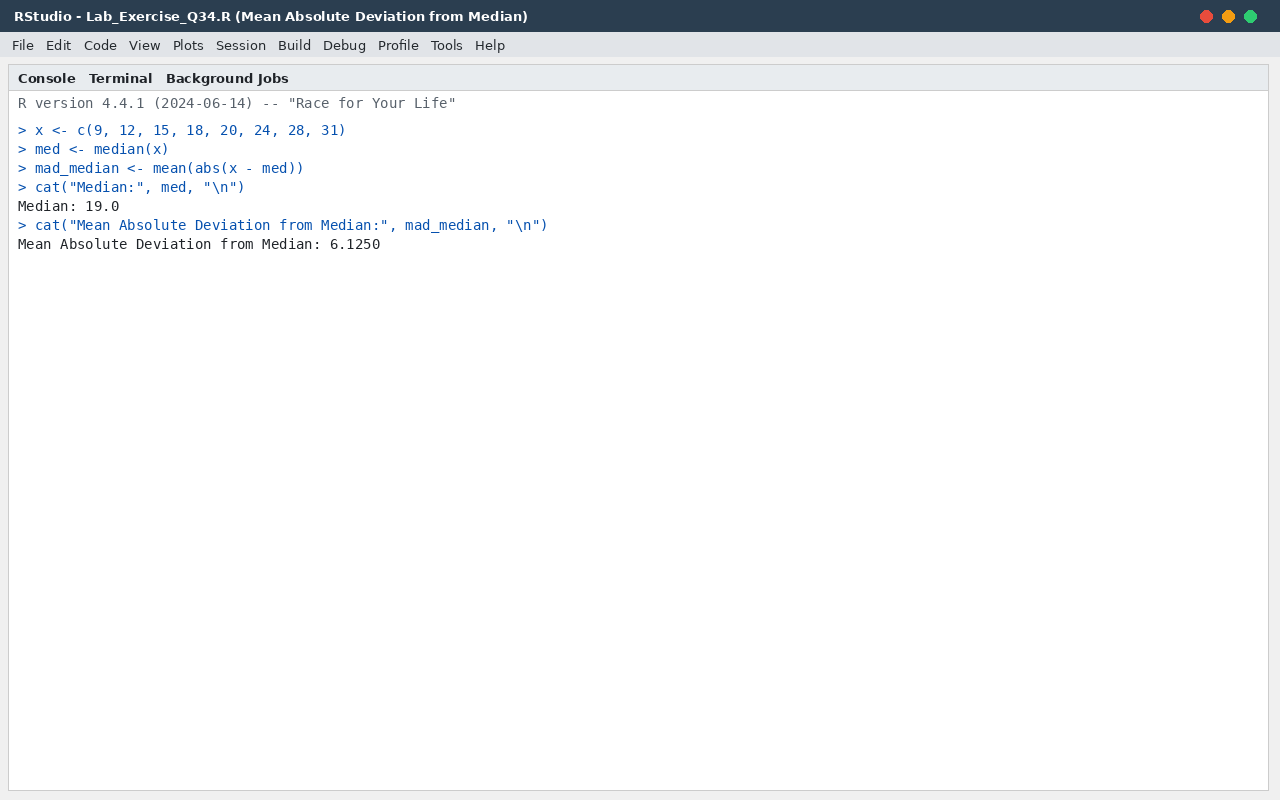 RStudio - Lab_Exercise_Q34.R (Mean Absolute Deviation from Median)
File Edit Code View Plots Session Build Debug Profile Tools Help
Console Terminal Background Jobs
R version 4.4.1 (2024-06-14) -- "Race for Your Life"
> x <- c(9, 12, 15, 18, 20, 24, 28, 31)
> med <- median(x)
> mad_median <- mean(abs(x - med))
> cat("Median:", med, "\n")
Median: 19.0
> cat("Mean Absolute Deviation from Median:", mad_median, "\n")
Mean Absolute Deviation from Median: 6.1250